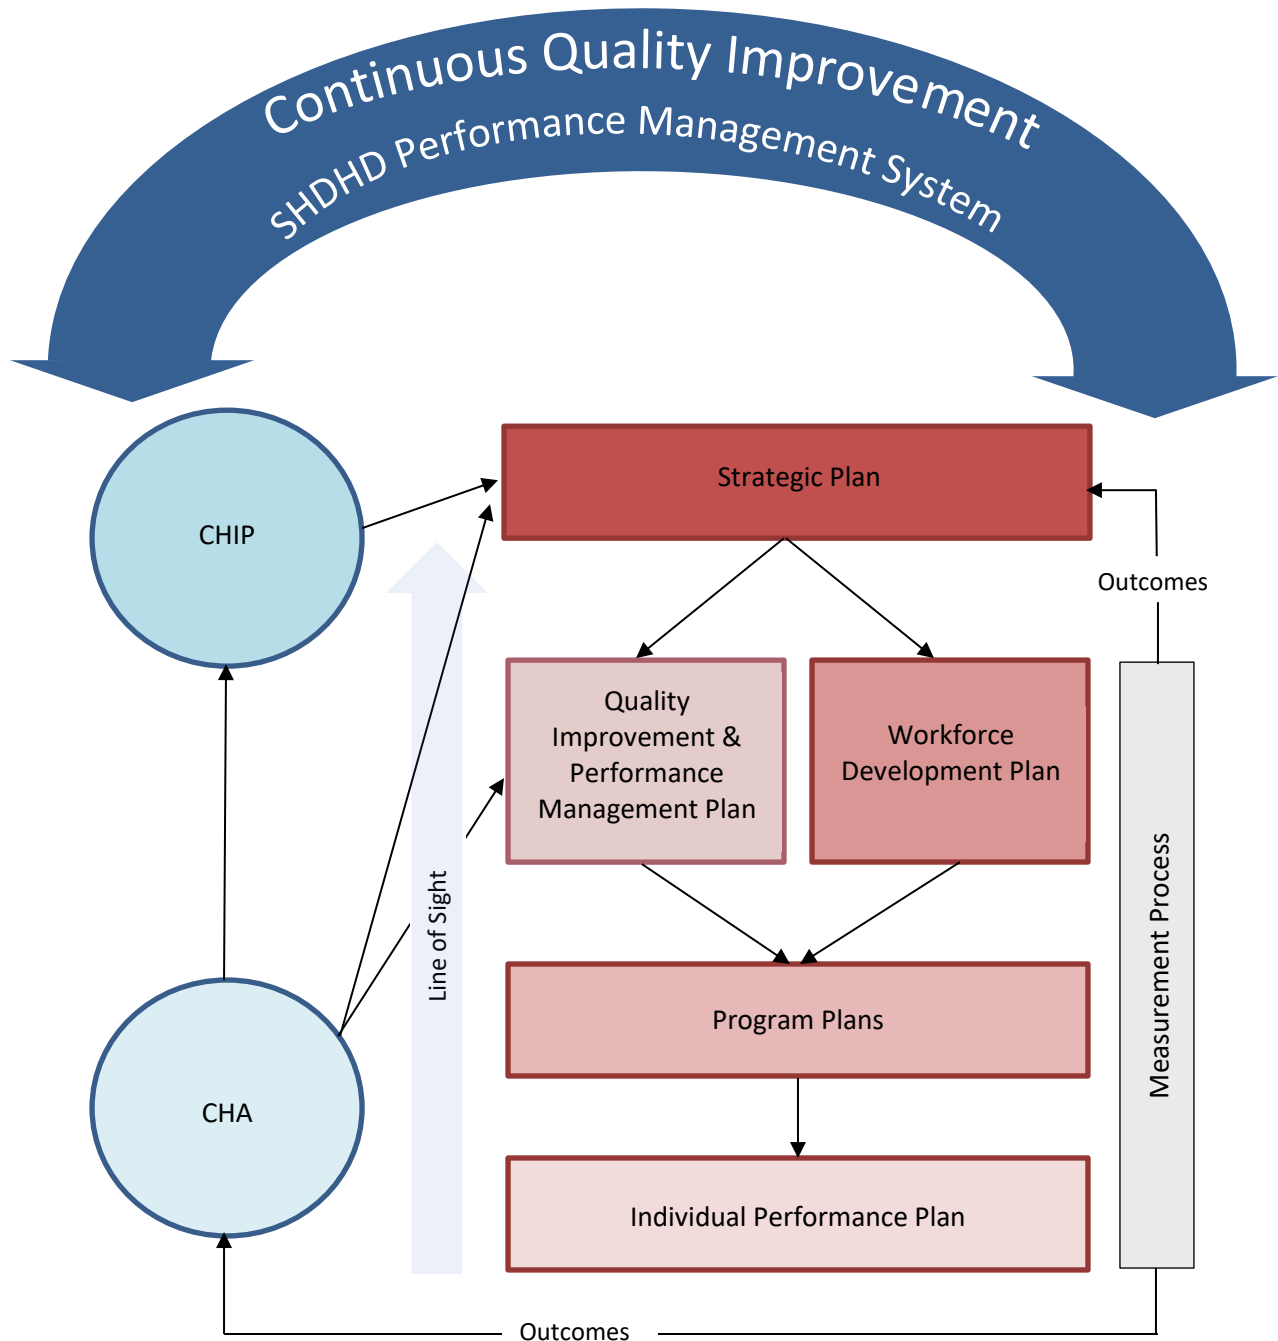 Continuous Quality Improvement
SHDHD Performance Management System
CHIP
Strategic Plan
Outcomes
Quality
Improvement &
Performance
Management Plan
Workforce
Development Plan
Line of Sight
Measurement Process
Program Plans
CHA
Individual Performance Plan
Outcomes